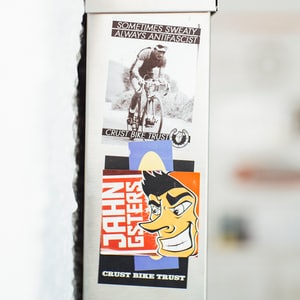 SOMETIMES SWEATY
ALWAYS ANTIFASCIST
CRUST BIKE TRUST
JAHN
GSTERS
CRUST BIKE TRUST